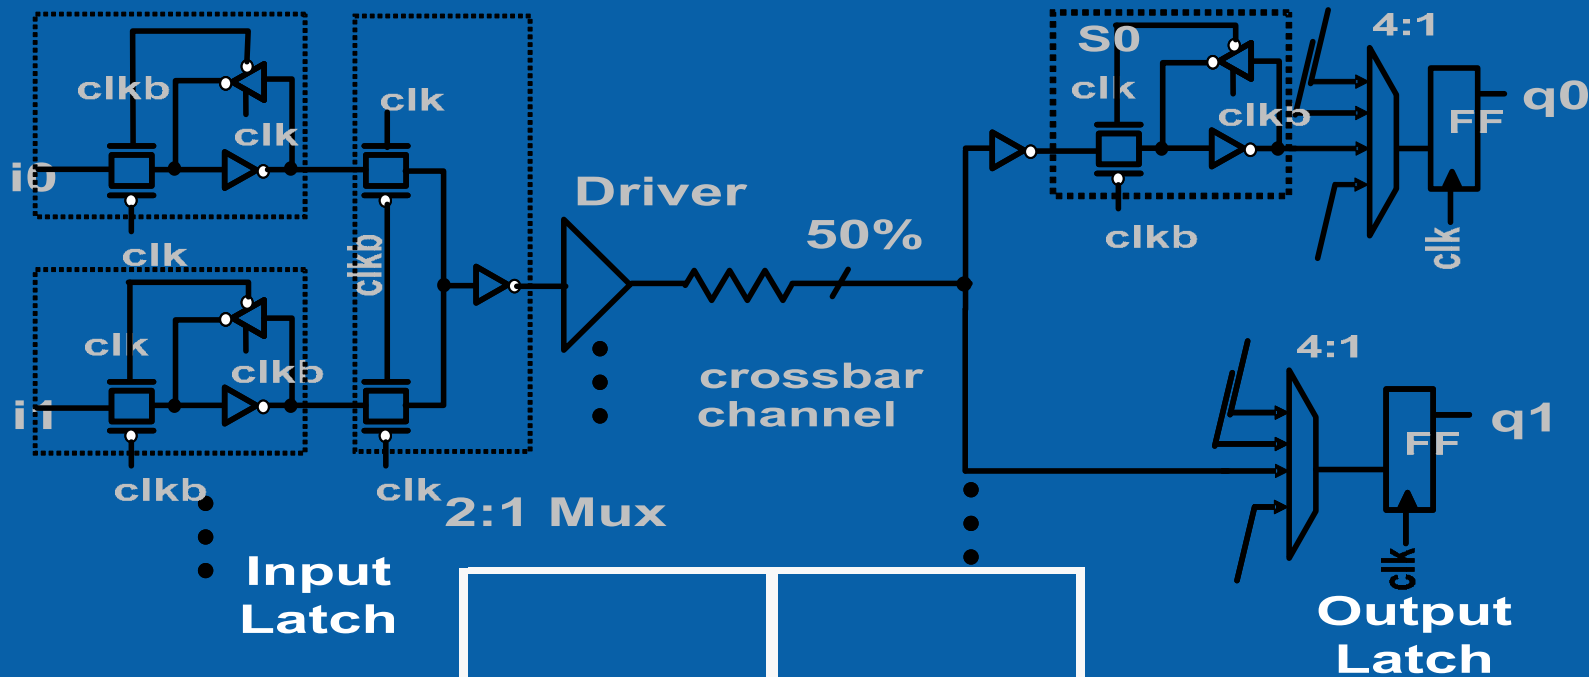 i0
clkb
clk
clk
i1
clk
clkb
clkb
clk
clkb
clk
2:1 Mux
Input
Latch
Driver
50%
crossbar
channel
S0
clk
clkb
clkb
4:1
FF
q0
clk
4:1
FF
q1
clk
Output
Latch